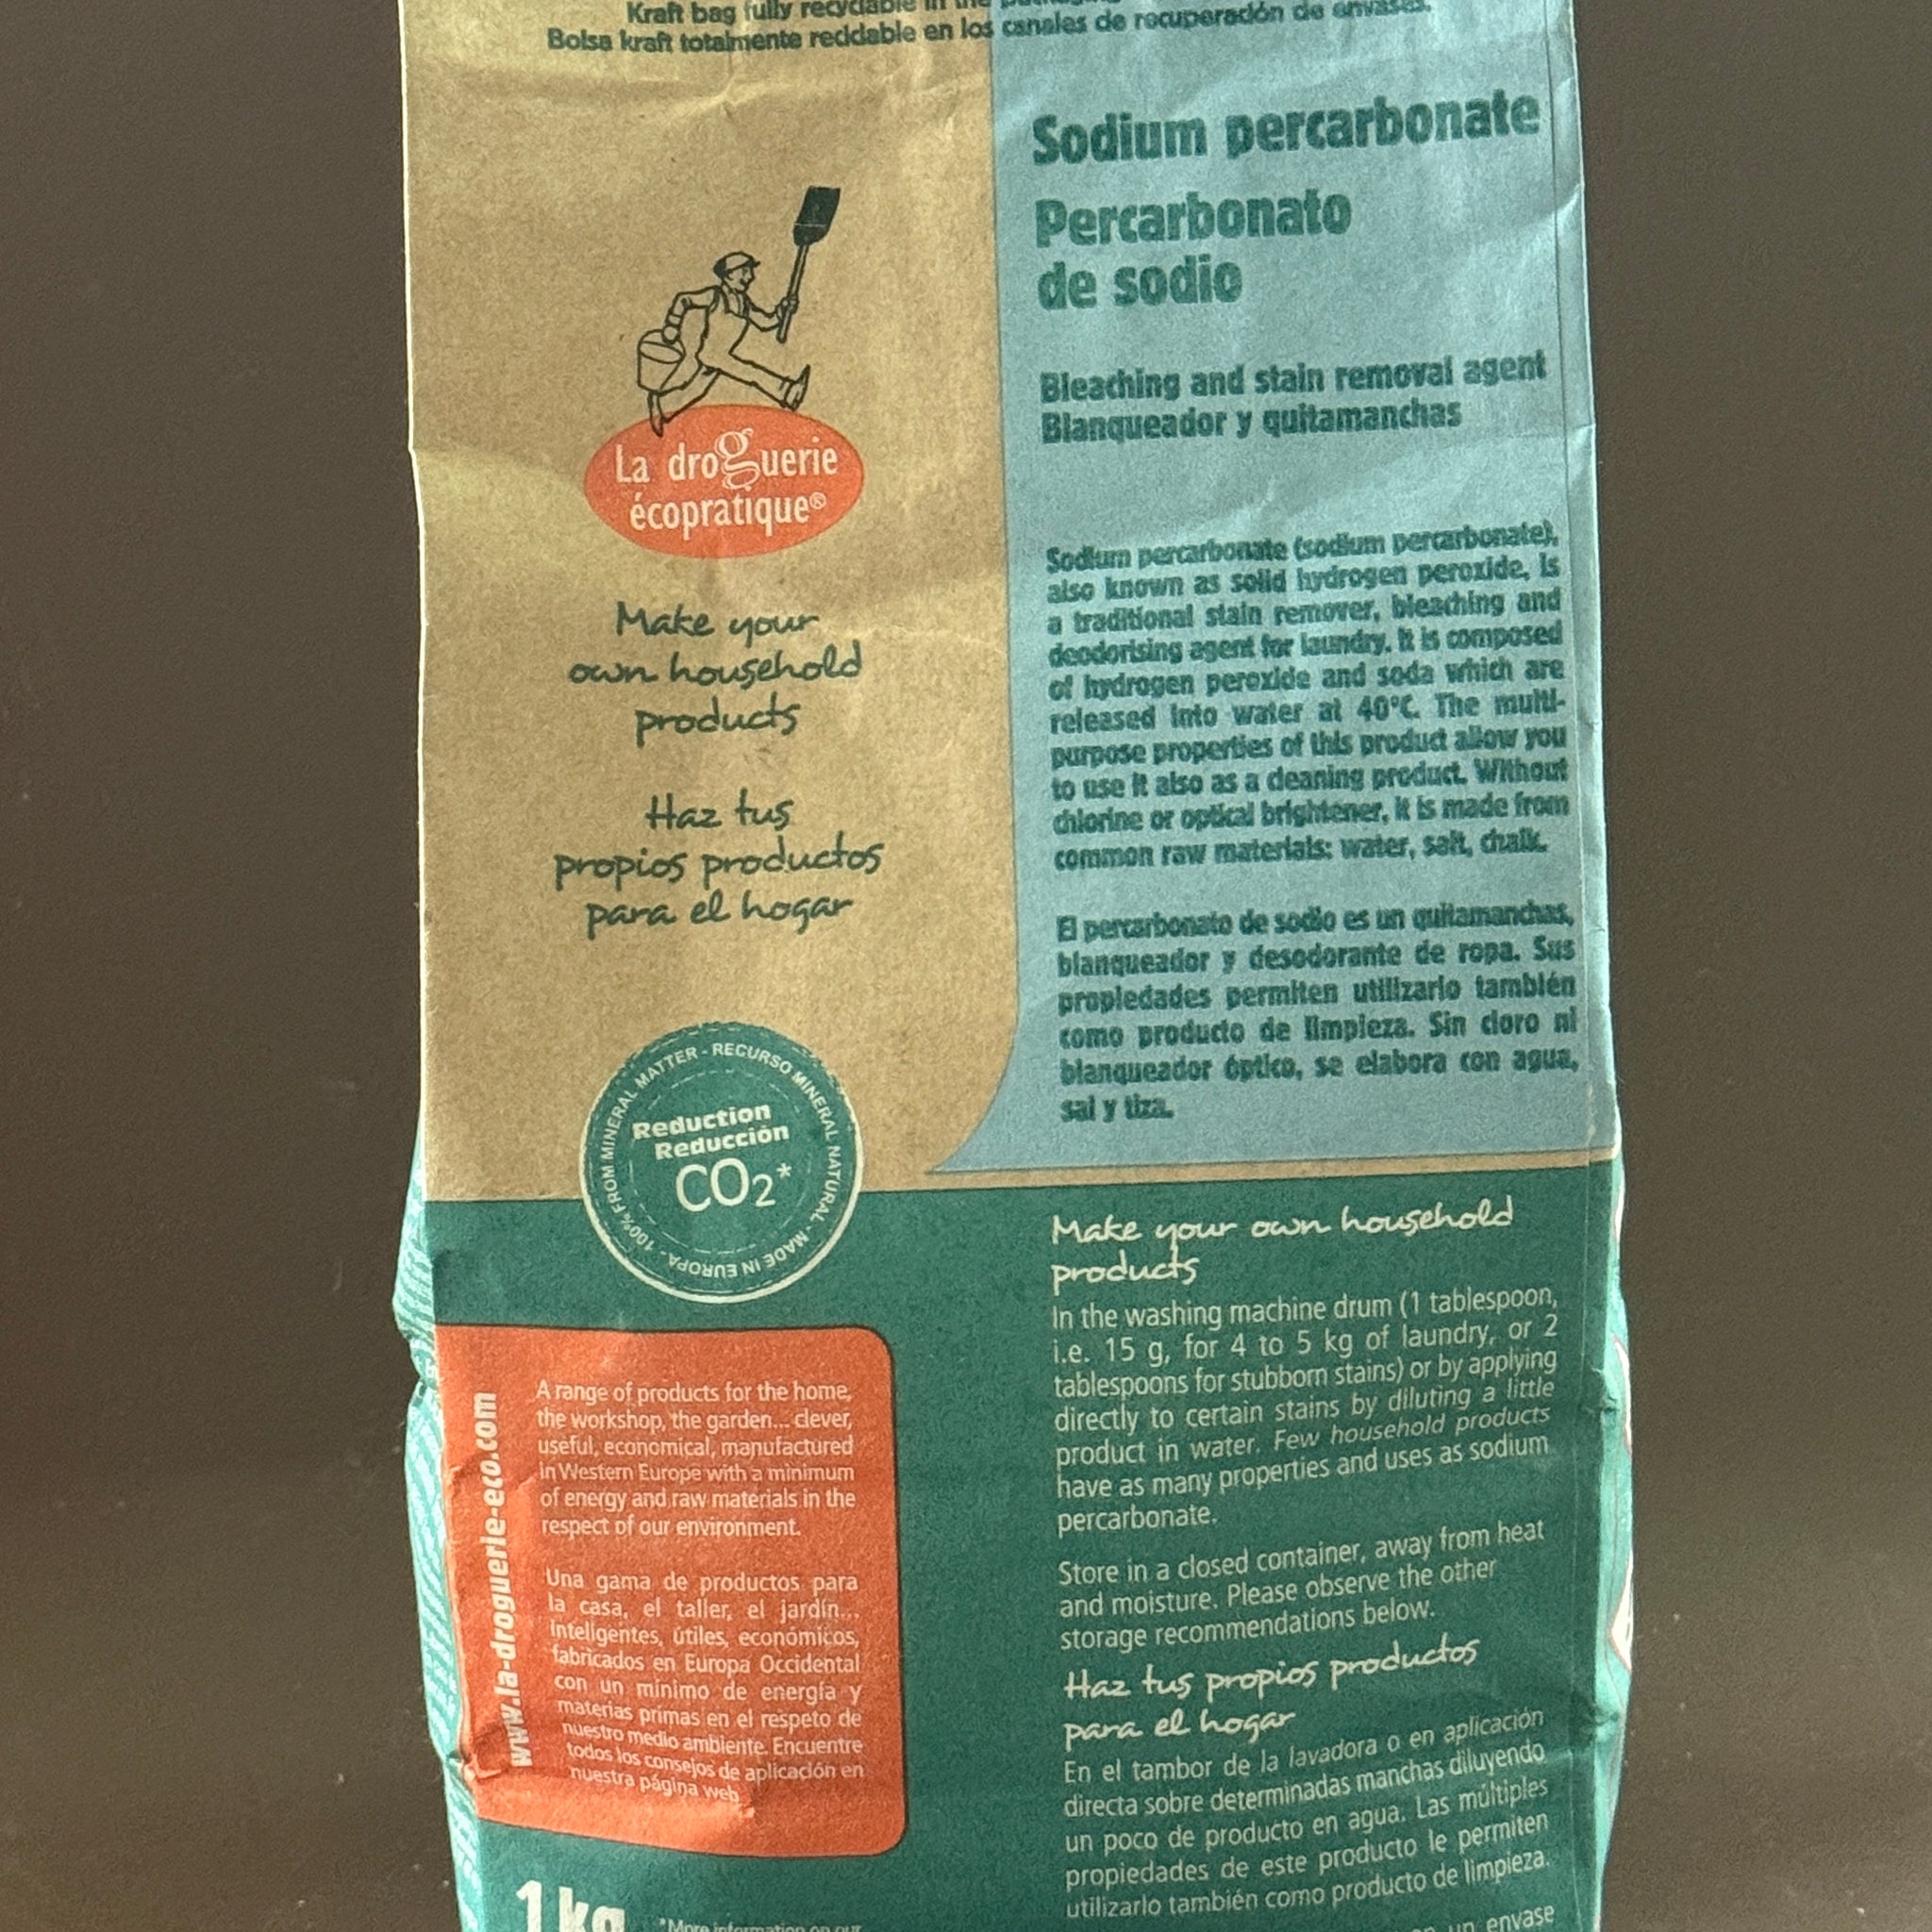 Kraft bag fully recyclable in the
Bolsa kraft totalmente reciclable en los canales de recuperación de envases.
La droguerie
écopratique®
Make your
own household
products
Haz tus
propios productos
para el hogar
Sodium percarbonate
Percarbonato
de sodio
Bleaching and stain removal agent
Blanqueador y quitamanchas
Sodium percarbonate (sodium percarbonate),
also known as solid hydrogen peroxide, is
a traditional stain remover, bleaching and
deodorising agent for laundry. It is composed
of hydrogen peroxide and soda which are
released into water at 40°C. The multi-
purpose properties of this product allow you
to use it also as a cleaning product. Without
chlorine or optical brightener, it is made from
common raw materials: water, salt, chalk.
El percarbonato de sodio es un quitamanchas,
blanqueador y desodorante de ropa. Sus
propiedades permiten utilizarlo también
como producto de limpieza. Sin cloro ni
blanqueador óptico, se elabora con agua,
sal y tiza.
100% FROM MINERAL MATTER - RECURSO MINERAL NATURAL - MADE IN EUROPA -
Reduction
Reducción
CO₂*
www.la-droguerie-eco.com
A range of products for the home,
the workshop, the garden... clever,
useful, economical, manufactured
in Western Europe with a minimum
of energy and raw materials in the
respect of our environment.
Una gama de productos para
la casa, el taller, el jardín...
Inteligentes, útiles, económicos,
fabricados en Europa Occidental
con un mínimo de energía y
materias primas en el respeto de
nuestro medio ambiente. Encuentre
todos los consejos de aplicación en
nuestra página web.
1 kg
*More information on our
Make your own household
products
In the washing machine drum (1 tablespoon,
i.e. 15 g, for 4 to 5 kg of laundry, or 2
tablespoons for stubborn stains) or by applying
directly to certain stains by diluting a little
product in water. Few household products
have as many properties and uses as sodium
percarbonate.
Store in a closed container, away from heat
and moisture. Please observe the other
storage recommendations below.
Haz tus propios productos
para el hogar
En el tambor de la lavadora o en aplicación
directa sobre determinadas manchas diluyendo
un poco de producto en agua. Las múltiples
propiedades de este producto le permiten
utilizarlo también como producto de limpieza.
un envase